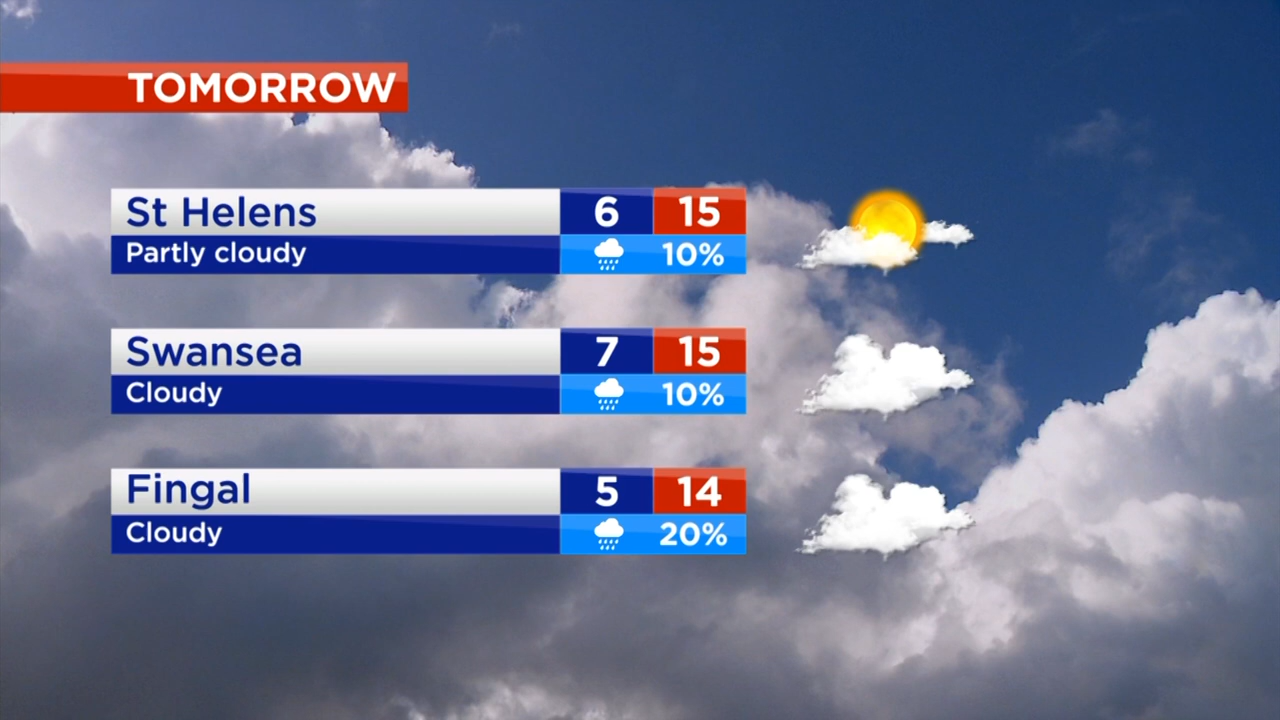 TOMORROW
St Helens 6 15
Partly cloudy 10%
Swansea 7 15
Cloudy 10%
Fingal 5 14
Cloudy 20%